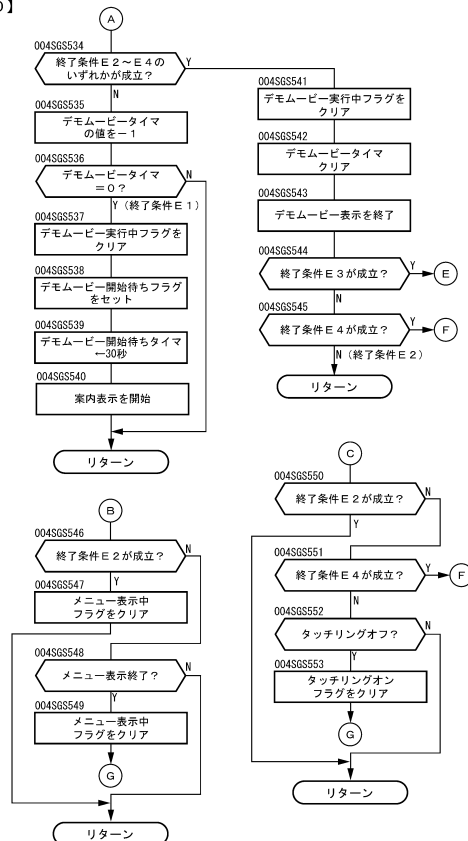 】
A
004SGS534
終了条件E2~E4の
いずれかが成立?
Y
N
004SGS535
デモムービータイマ
の値を-1
004SGS536
デモムービータイマ
=0?
N
Y(終了条件E1)
004SGS537
デモムービー実行中フラグを
クリア
004SGS538
デモムービー開始待ちフラグ
をセット
004SGS539
デモムービー開始待ちタイマ
←30秒
004SGS540
案内表示を開始
リターン
004SGS541
デモムービー実行中フラグを
クリア
004SGS542
デモムービータイマ
クリア
004SGS543
デモムービー表示を終了
004SGS544
終了条件E3が成立?
Y
E
N
004SGS545
終了条件E4が成立?
Y
F
N(終了条件E2)
リターン
B
004SGS546
終了条件E2が成立?
N
Y
004SGS547
メニュー表示中
フラグをクリア
004SGS548
メニュー表示終了?
N
Y
004SGS549
メニュー表示中
フラグをクリア
G
リターン
C
004SGS550
終了条件E2が成立?
N
Y
004SGS551
終了条件E4が成立?
Y
F
N
004SGS552
タッチリングオフ?
N
Y
004SGS553
タッチリングオン
フラグをクリア
G
リターン